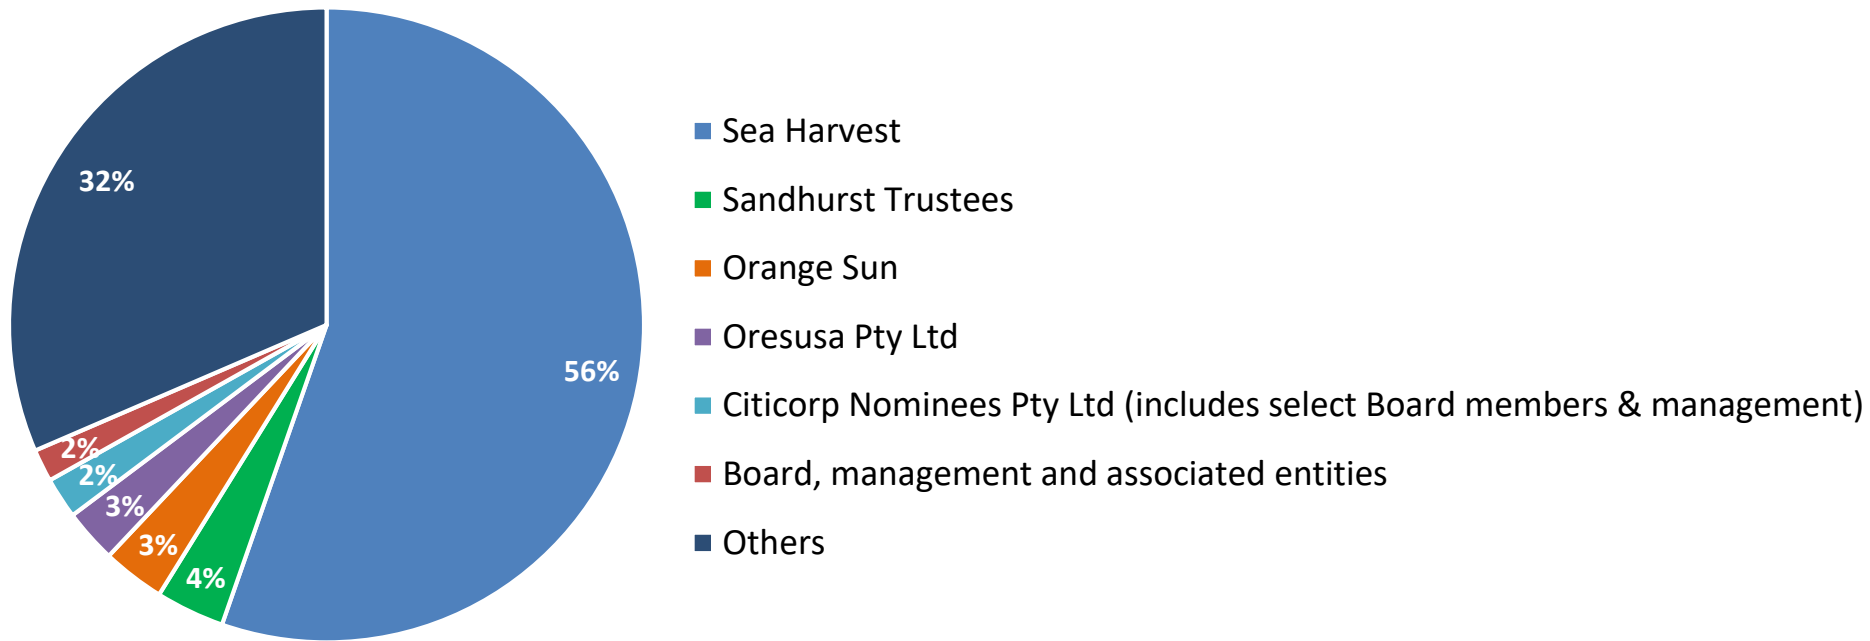 32%
56%
2%
2%
3%
3%
4%
Sea Harvest
Sandhurst Trustees
Orange Sun
Oresusa Pty Ltd
Citicorp Nominees Pty Ltd (includes select Board members & management)
Board, management and associated entities
Others